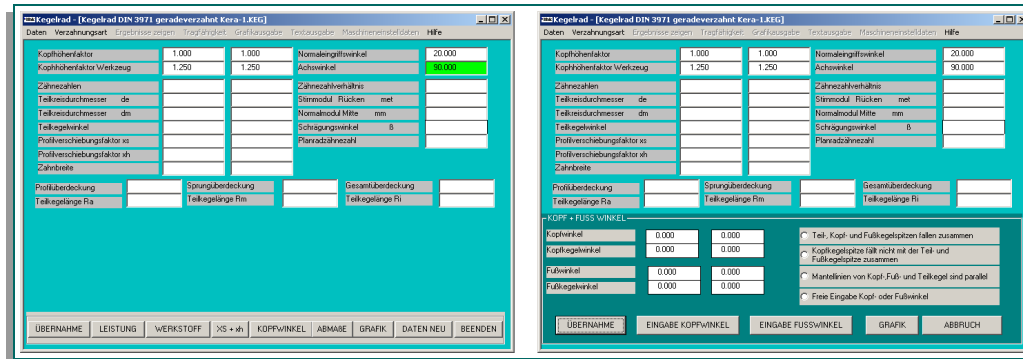 Kegelrad - [Kegelrad DIN 3971 geradeverzahnt Kera-1.KEG]
Daten Verzahnungsart Ergebnisse zeigen Tragfähigkeit Grafikausgabe Textausgabe Maschineneinstelldaten Hilfe
Kopfhöhenfaktor 1.000 1.000 Normaleingriffswinkel 20.000
Kophhöhenfaktor Werkzeug 1.250 1.250 Achswinkel 90.000
Zähnezahlen Zähnezahlverhältnis
Teilkreisdurchmesser de Stirnmodul Rücken met
Teilkreisdurchmesser dm Normalmodul Mitte mm
Teilkegelwinkel Schrägungswinkel ß
Profilverschiebungsfaktor xs Planradzähnezahl
Profilverschiebungsfaktor xh
Zahnbreite
Profilüberdeckung Sprungüberdeckung Gesamtüberdeckung
Teilkegelänge Ra Teilkegelänge Rm Teilkegelänge Ri
ÜBERNAHME LEISTUNG WERKSTOFF XS + xh KOPFWINKEL ABMAßE GRAFIK DATEN NEU BEENDEN
Kegelrad - [Kegelrad DIN 3971 geradeverzahnt Kera-1.KEG]
Daten Verzahnungsart Ergebnisse zeigen Tragfähigkeit Grafikausgabe Textausgabe Maschineneinstelldaten Hilfe
Kopfhöhenfaktor 1.000 1.000 Normaleingriffswinkel 20.000
Kophhöhenfaktor Werkzeug 1.250 1.250 Achswinkel 90.000
Zähnezahlen Zähnezahlverhältnis
Teilkreisdurchmesser de Stirnmodul Rücken met
Teilkreisdurchmesser dm Normalmodul Mitte mm
Teilkegelwinkel Schrägungswinkel ß
Profilverschiebungsfaktor xs Planradzähnezahl
Profilverschiebungsfaktor xh
Zahnbreite
Profilüberdeckung Sprungüberdeckung Gesamtüberdeckung
Teilkegelänge Ra Teilkegelänge Rm Teilkegelänge Ri
KOPF + FUSS WINKEL
Kopfwinkel 0.000 0.000
Kopfkegelwinkel 0.000 0.000
Fußwinkel 0.000 0.000
Fußkegelwinkel 0.000 0.000
Teil-, Kopf- und Fußkegelspitzen fallen zusammen
Kopfkegelspitze fällt nicht mit der Teil- und
Fußkegelspitze zusammen
Mantellinien von Kopf-,Fuß- und Teilkegel sind parallel
Freie Eingabe Kopf- oder Fußwinkel
ÜBERNAHME EINGABE KOPFWINKEL EINGABE FUSSWINKEL GRAFIK ABBRUCH